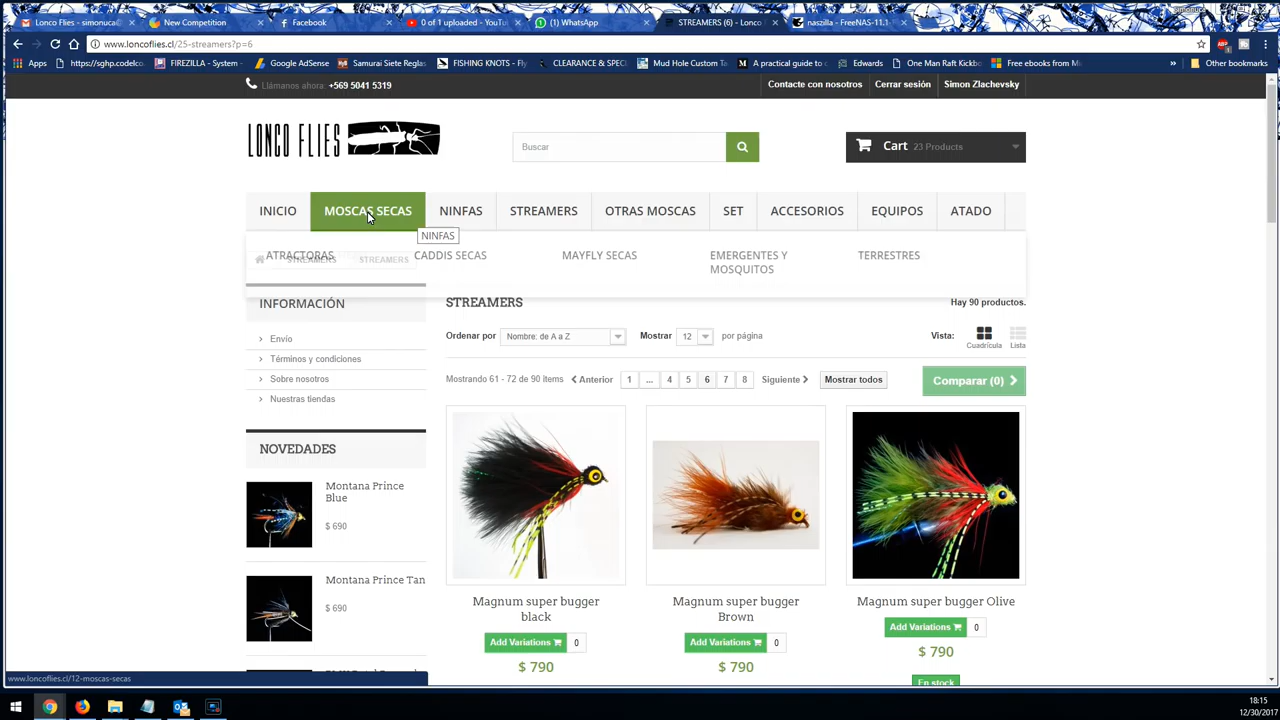 Lonco Flies - simonuca@
New Competition
Facebook
0 of 1 uploaded - YouTu
(1) WhatsApp
STREAMERS (6) - Lonco
naszilla - FreeNAS-11.1-
www.loncoflies.cl/25-streamers?p=6
Apps
https://sghp.codelco
FIREZILLA - System -
Google AdSense
Samurai Siete Reglas
FISHING KNOTS - Fly
CLEARANCE & SPECI
Mud Hole Custom Ta
A practical guide to
Edwards
One Man Raft Kickbo
Free ebooks from Mi
»
Other bookmarks
Llámanos ahora: +569 5041 5319
Contacte con nosotros
Cerrar sesión
Simon Zlachevsky
LONCO FLIES
Buscar
Cart 23 Products
INICIO
MOSCAS SECAS
NINFAS
STREAMERS
OTRAS MOSCAS
SET
ACCESORIOS
EQUIPOS
ATADO
NINFAS
ATRACTORAS
CADDIS SECAS
MAYFLY SECAS
EMERGENTES Y
MOSQUITOS
TERRESTRES
STREAMERS
STREAMERS
INFORMACIÓN
Envío
Términos y condiciones
Sobre nosotros
Nuestras tiendas
STREAMERS
Hay 90 productos.
Ordenar por
Nombre: de A a Z
Mostrar
12
por página
Vista:
Cuadrícula
Lista
Mostrando 61 - 72 de 90 items
Anterior
1
...
4
5
6
7
8
Siguiente
Mostrar todos
Comparar (0)
NOVEDADES
Montana Prince
Blue
$ 690
Montana Prince Tan
$ 690
Magnum super bugger
black
Add Variations
0
$ 790
Magnum super bugger
Brown
Add Variations
0
$ 790
Magnum super bugger Olive
Add Variations
0
$ 790
En stock
www.loncoflies.cl/12-moscas-secas
18:15
12/30/2017